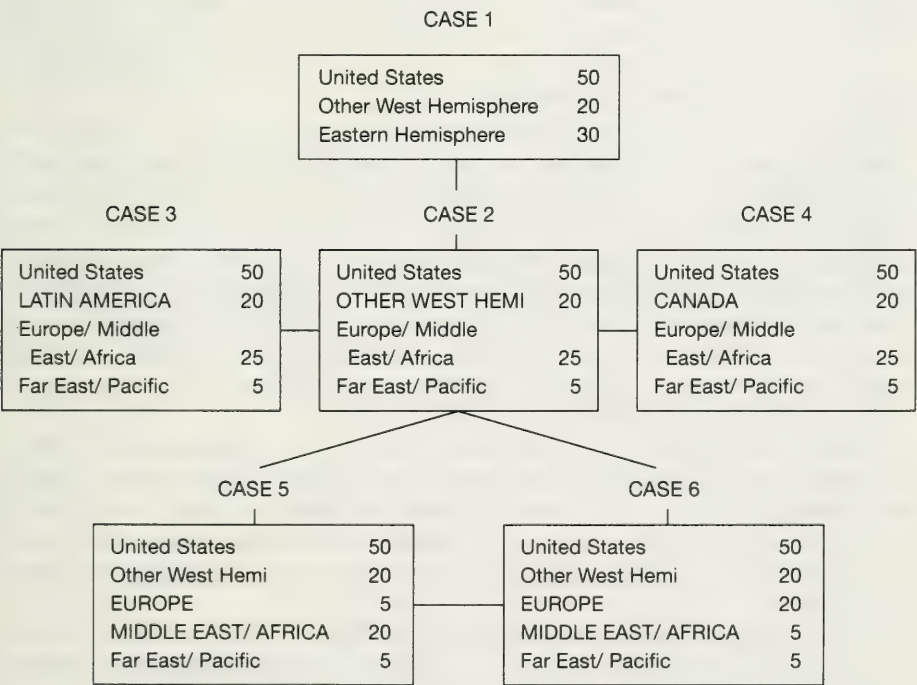 CASE 1
United States 50
Other West Hemisphere 20
Eastern Hemisphere 30
CASE 3
United States 50
LATIN AMERICA 20
Europe/ Middle
East/ Africa 25
Far East/ Pacific 5
CASE 2
United States 50
OTHER WEST HEMI 20
Europe/ Middle
East/ Africa 25
Far East/ Pacific 5
CASE 4
United States 50
CANADA 20
Europe/ Middle
East/ Africa 25
Far East/ Pacific 5
CASE 5
United States 50
Other West Hemi 20
EUROPE 5
MIDDLE EAST/ AFRICA 20
Far East/ Pacific 5
CASE 6
United States 50
Other West Hemi 20
EUROPE 20
MIDDLE EAST/ AFRICA 5
Far East/ Pacific 5